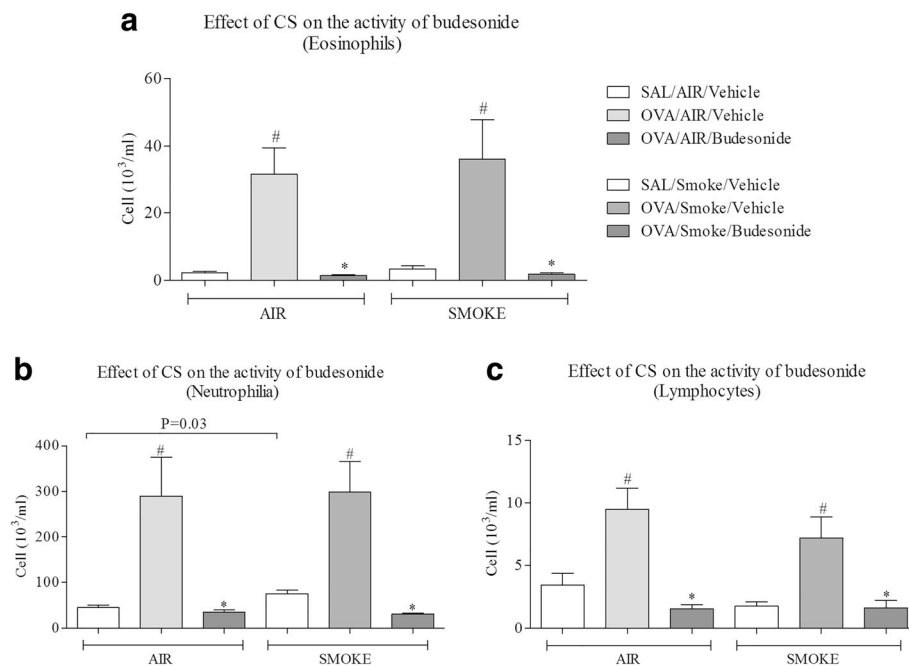 a
Effect of CS on the activity of budesonide
(Eosinophils)
60
40
20
0
Cell (10³/ml)
#
*
#
*
AIR
SMOKE
SAL/AIR/Vehicle
OVA/AIR/Vehicle
OVA/AIR/Budesonide
SAL/Smoke/Vehicle
OVA/Smoke/Vehicle
OVA/Smoke/Budesonide
b
Effect of CS on the activity of budesonide
(Neutrophilia)
P=0.03
400
300
200
100
0
Cell (10³/ml)
#
*
#
*
AIR
SMOKE
c
Effect of CS on the activity of budesonide
(Lymphocytes)
15
10
5
0
Cell (10³/ml)
#
*
#
*
AIR
SMOKE